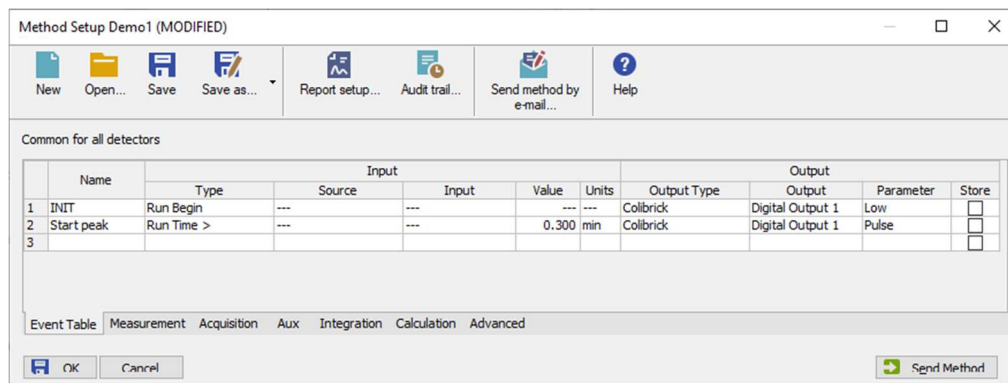 Method Setup Demo1 (MODIFIED)
New Open... Save Save as... Report setup... Audit trail... Send method by e-mail... Help
Common for all detectors
Name Input Output
Type Source Input Value Units Output Type Output Parameter Store
1 INIT Run Begin --- --- --- --- Colibrick Digital Output 1 Low
2 Start peak Run Time > --- --- 0.300 min Colibrick Digital Output 1 Pulse
3
Event Table Measurement Acquisition Aux Integration Calculation Advanced
OK Cancel Send Method